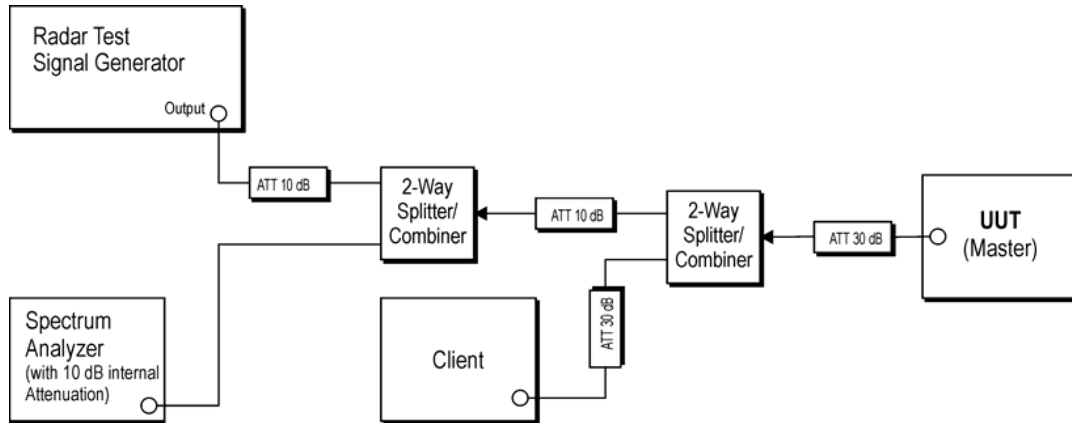 Radar Test
Signal Generator
Output
ATT 10 dB
2-Way
Splitter/
Combiner
ATT 10 dB
2-Way
Splitter/
Combiner
ATT 30 dB
UUT
(Master)
ATT 30 dB
Spectrum
Analyzer
(with 10 dB internal
Attenuation)
Client